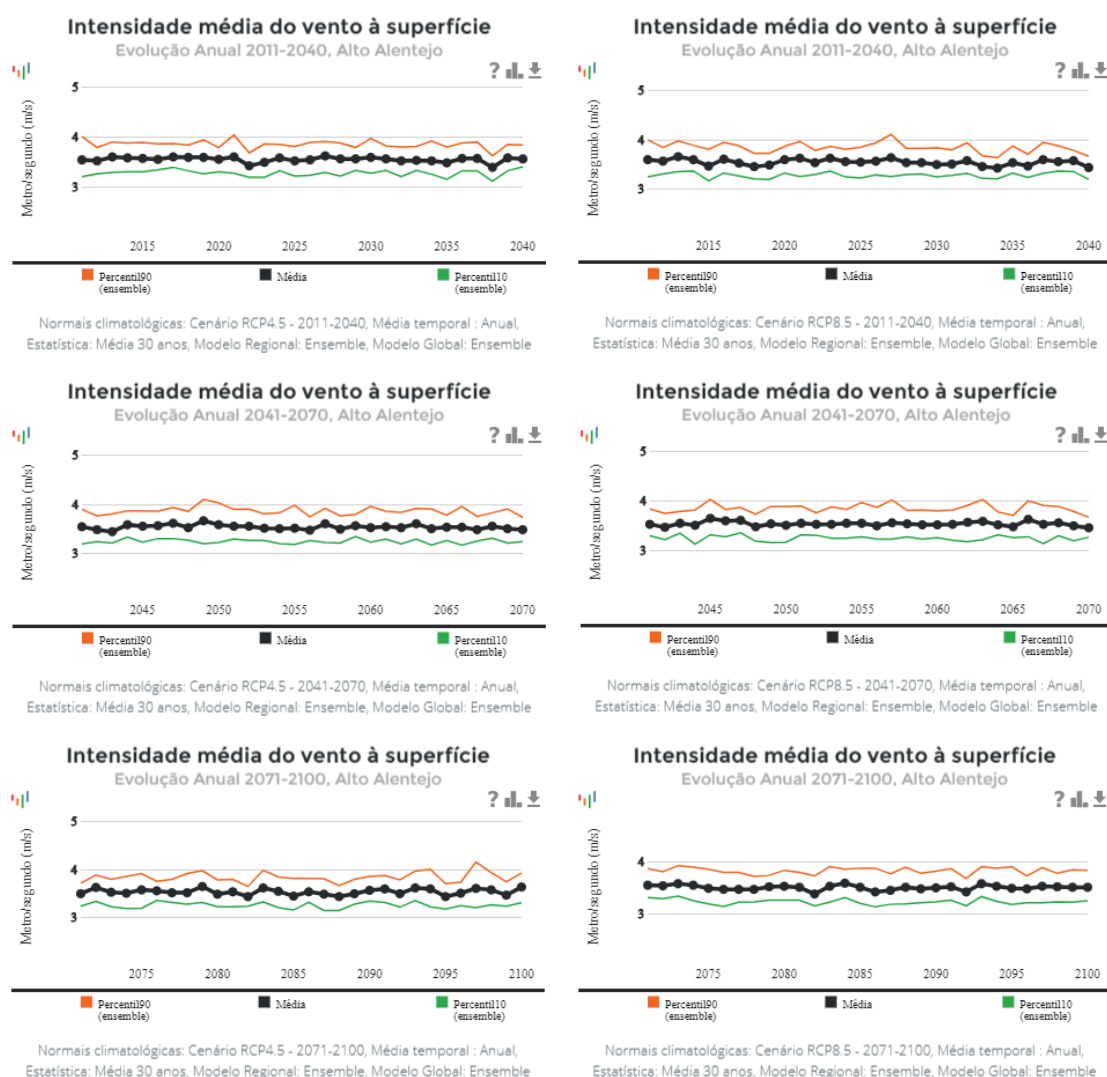 Intensidade média do vento à superfície
Evolução Anual 2011-2040, Alto Alentejo
?
Metro/segundo (m/s)
5
4
3
2015 2020 2025 2030 2035 2040
Percentil90 (ensemble)
Média
Percentil10 (ensemble)
Normais climatológicas: Cenário RCP4.5 - 2011-2040, Média temporal : Anual,
Estatística: Média 30 anos, Modelo Regional: Ensemble, Modelo Global: Ensemble
Intensidade média do vento à superfície
Evolução Anual 2011-2040, Alto Alentejo
?
Metro/segundo (m/s)
5
4
3
2015 2020 2025 2030 2035 2040
Percentil90 (ensemble)
Média
Percentil10 (ensemble)
Normais climatológicas: Cenário RCP8.5 - 2011-2040, Média temporal : Anual,
Estatística: Média 30 anos, Modelo Regional: Ensemble, Modelo Global: Ensemble
Intensidade média do vento à superfície
Evolução Anual 2041-2070, Alto Alentejo
?
Metro/segundo (m/s)
5
4
3
2045 2050 2055 2060 2065 2070
Percentil90 (ensemble)
Média
Percentil10 (ensemble)
Normais climatológicas: Cenário RCP4.5 - 2041-2070, Média temporal : Anual,
Estatística: Média 30 anos, Modelo Regional: Ensemble, Modelo Global: Ensemble
Intensidade média do vento à superfície
Evolução Anual 2041-2070, Alto Alentejo
?
Metro/segundo (m/s)
5
4
3
2045 2050 2055 2060 2065 2070
Percentil90 (ensemble)
Média
Percentil10 (ensemble)
Normais climatológicas: Cenário RCP8.5 - 2041-2070, Média temporal : Anual,
Estatística: Média 30 anos, Modelo Regional: Ensemble, Modelo Global: Ensemble
Intensidade média do vento à superfície
Evolução Anual 2071-2100, Alto Alentejo
?
Metro/segundo (m/s)
5
4
3
2075 2080 2085 2090 2095 2100
Percentil90 (ensemble)
Média
Percentil10 (ensemble)
Normais climatológicas: Cenário RCP4.5 - 2071-2100, Média temporal : Anual,
Estatística: Média 30 anos, Modelo Regional: Ensemble, Modelo Global: Ensemble
Intensidade média do vento à superfície
Evolução Anual 2071-2100, Alto Alentejo
?
Metro/segundo (m/s)
4
3
2075 2080 2085 2090 2095 2100
Percentil90 (ensemble)
Média
Percentil10 (ensemble)
Normais climatológicas: Cenário RCP8.5 - 2071-2100, Média temporal : Anual,
Estatística: Média 30 anos, Modelo Regional: Ensemble, Modelo Global: Ensemble